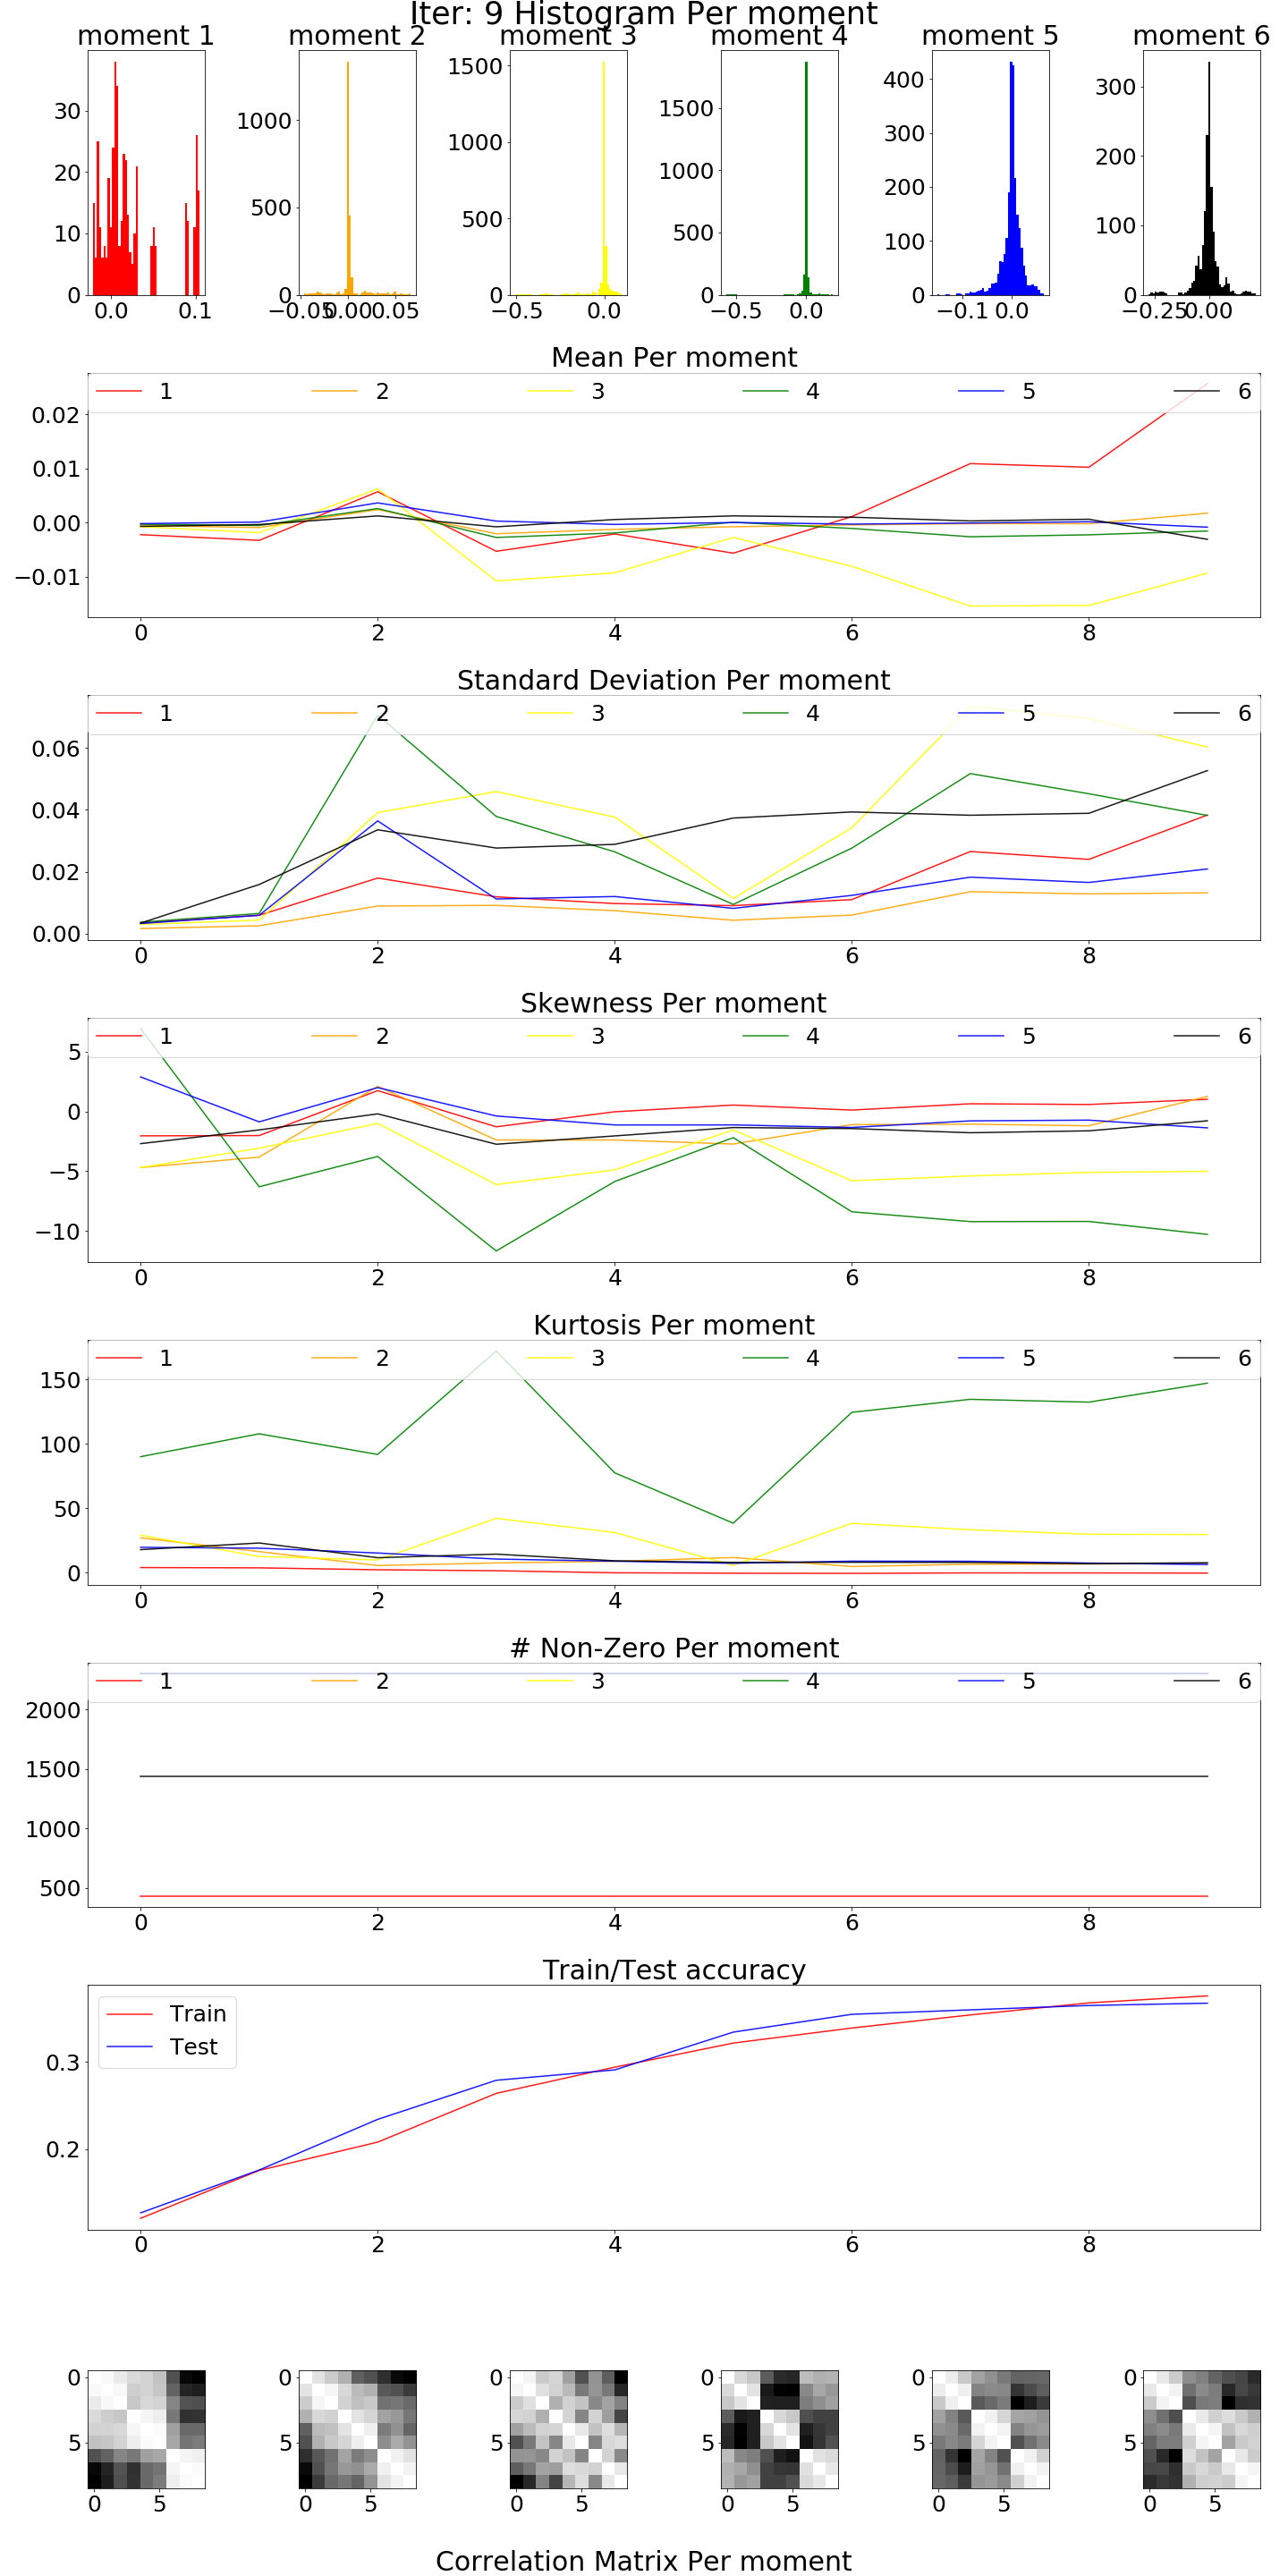 Iter: 9 Histogram Per moment
moment 1 moment 2 moment 3 moment 4 moment 5 moment 6
30 20 10 0
0.0 0.1
1000 500 0
−0.05 0.00 0.05
1500 1000 500 0
−0.5 0.0
1500 1000 500 0
−0.5 0.0
400 300 200 100 0
−0.1 0.0
300 200 100 0
−0.25 0.00
Mean Per moment
1 2 3 4 5 6
0.02
0.01
0.00
−0.01
0 2 4 6 8
Standard Deviation Per moment
1 2 3 4 5 6
0.06
0.04
0.02
0.00
0 2 4 6 8
Skewness Per moment
1 2 3 4 5 6
5
0
−5
−10
0 2 4 6 8
Kurtosis Per moment
1 2 3 4 5 6
150
100
50
0
0 2 4 6 8
# Non-Zero Per moment
1 2 3 4 5 6
2000
1500
1000
500
0 2 4 6 8
Train/Test accuracy
Train
Test
0.3
0.2
0 2 4 6 8
0 0 0 0 0 0
5 5 5 5 5 5
0 5 0 5 0 5 0 5 0 5 0 5
Correlation Matrix Per moment